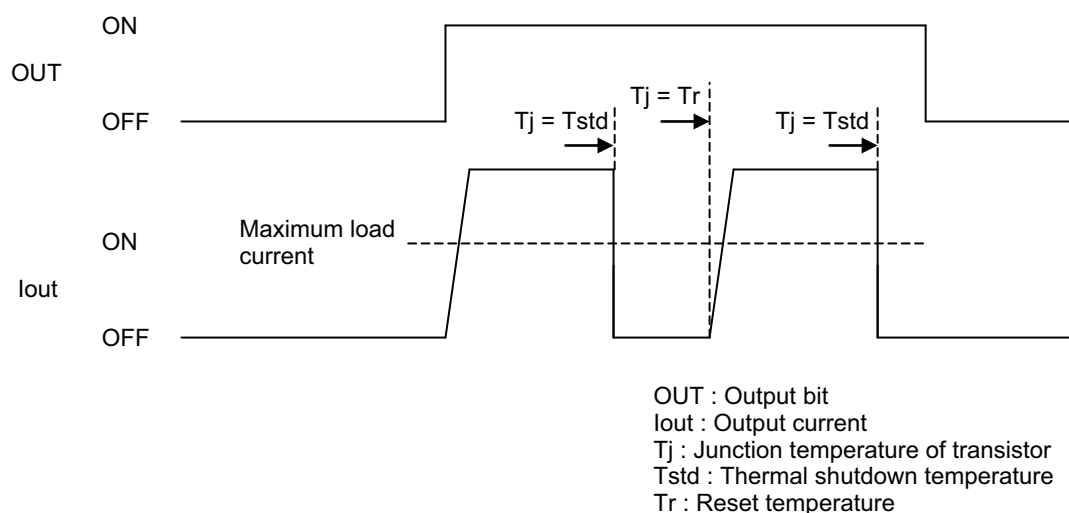 ON
OUT
OFF
Tj = Tstd
Tj = Tr
Tj = Tstd
Maximum load
current
ON
Iout
OFF
OUT : Output bit
Iout : Output current
Tj : Junction temperature of transistor
Tstd : Thermal shutdown temperature
Tr : Reset temperature